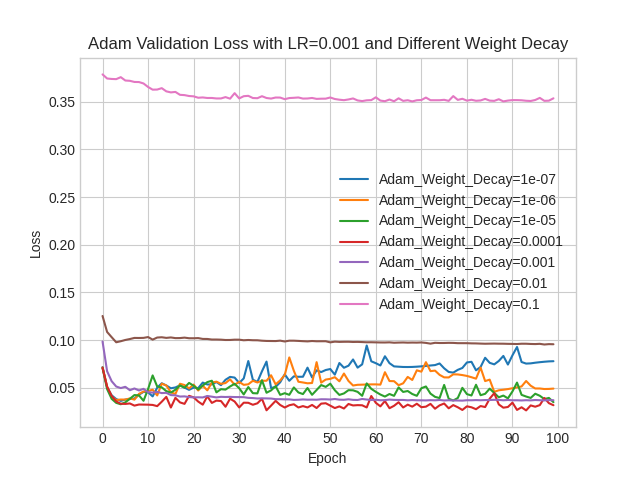 Adam Validation Loss with LR=0.001 and Different Weight Decay
0.35
0.30
0.25
0.20
0.15
0.10
0.05
Loss
Adam_Weight_Decay=1e-07
Adam_Weight_Decay=1e-06
Adam_Weight_Decay=1e-05
Adam_Weight_Decay=0.0001
Adam_Weight_Decay=0.001
Adam_Weight_Decay=0.01
Adam_Weight_Decay=0.1
0 10 20 30 40 50 60 70 80 90 100
Epoch